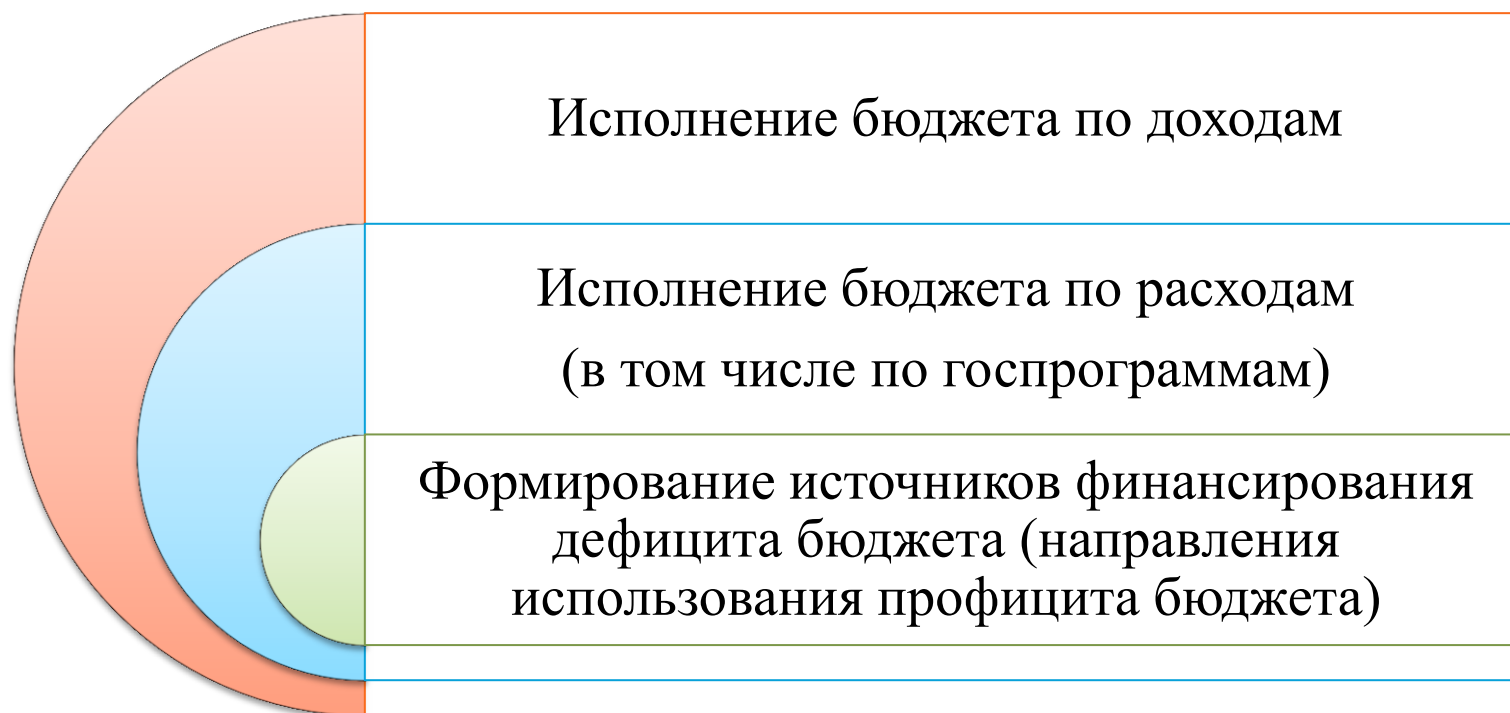 Исполнение бюджета по доходам
Исполнение бюджета по расходам
(в том числе по госпрограммам)
Формирование источников финансирования
дефицита бюджета (направления
использования профицита бюджета)